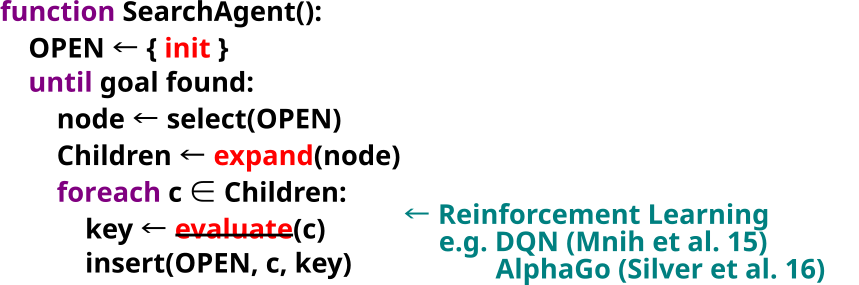 function SearchAgent():
OPEN ← { init }
until goal found:
node ← select(OPEN)
Children ← expand(node)
foreach c ∈ Children:
key ← evaluate(c)
insert(OPEN, c, key)
← Reinforcement Learning
e.g. DQN (Mnih et al. 15)
AlphaGo (Silver et al. 16)